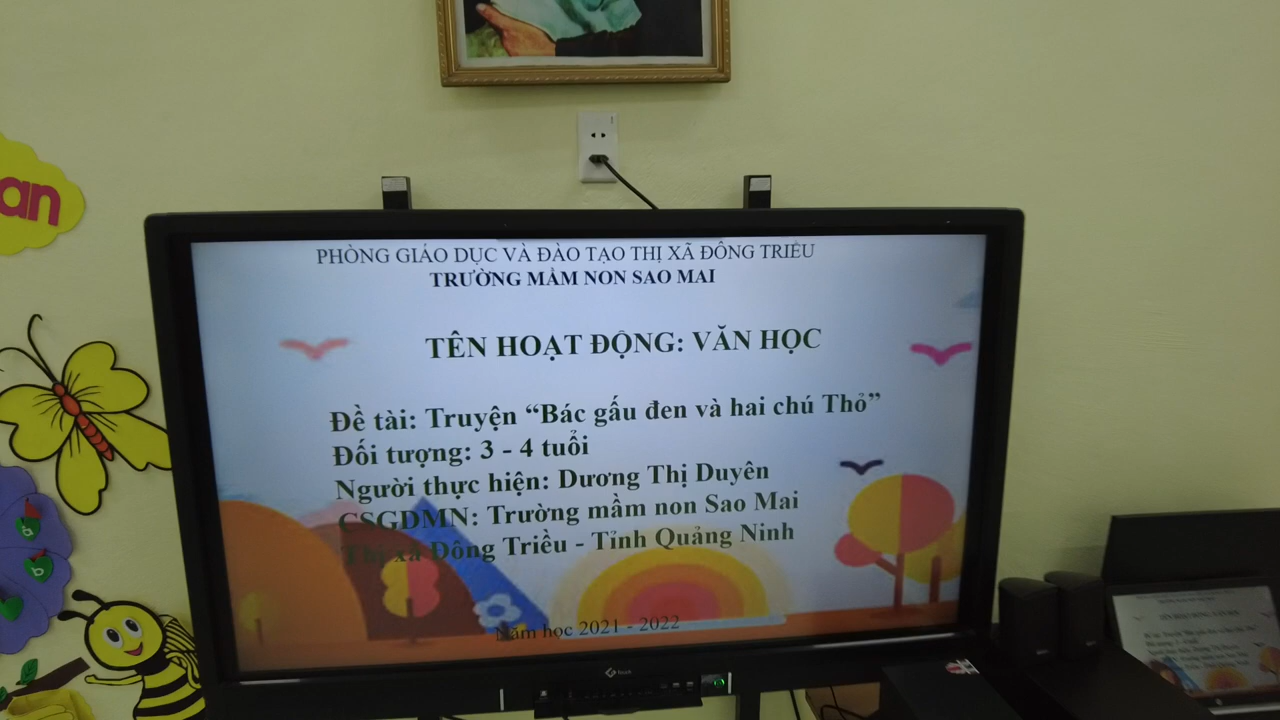 an
PHÒNG GIÁO DỤC VÀ ĐÀO TẠO THỊ XÃ ĐÔNG TRIỀU
TRƯỜNG MẦM NON SAO MAI
TÊN HOẠT ĐỘNG: VĂN HỌC
Đề tài: Truyện “Bác gấu đen và hai chú Thỏ”
Đối tượng: 3 - 4 tuổi
Người thực hiện: Dương Thị Duyên
CSGDMN: Trường mầm non Sao Mai
Thị xã Đông Triều - Tỉnh Quảng Ninh
Năm học 2021 - 2022